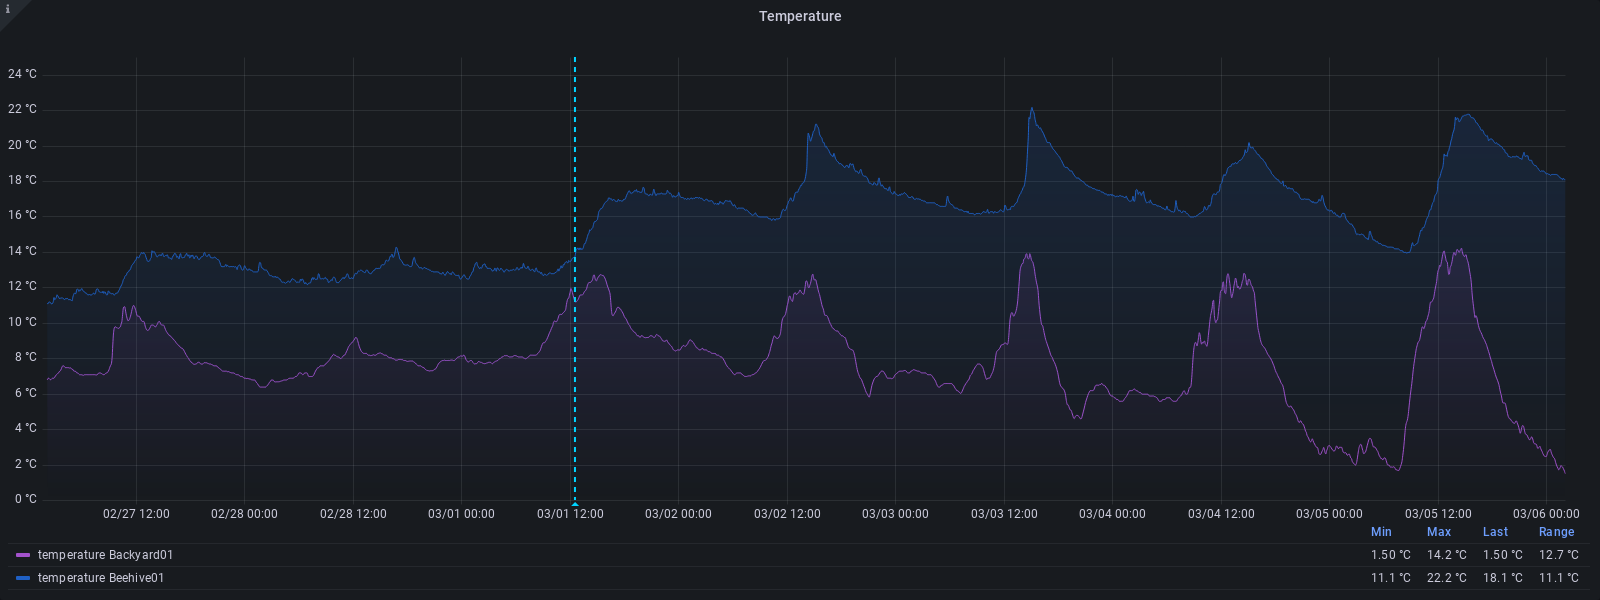 i
Temperature
24 °C
22 °C
20 °C
18 °C
16 °C
14 °C
12 °C
10 °C
8 °C
6 °C
4 °C
2 °C
0 °C
02/27 12:00 02/28 00:00 02/28 12:00 03/01 00:00 03/01 12:00 03/02 00:00 03/02 12:00 03/03 00:00 03/03 12:00 03/04 00:00 03/04 12:00 03/05 00:00 03/05 12:00 03/06 00:00
Min Max Last Range
temperature Backyard01 1.50 °C 14.2 °C 1.50 °C 12.7 °C
temperature Beehive01 11.1 °C 22.2 °C 18.1 °C 11.1 °C